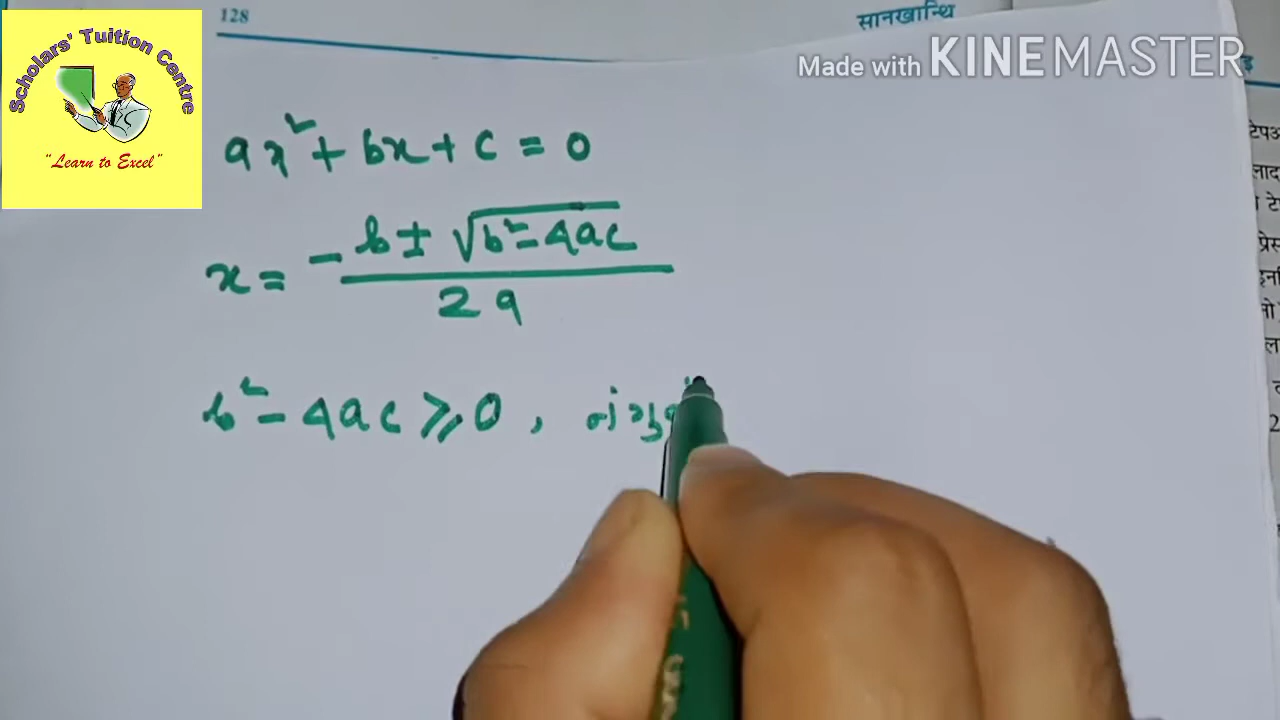 Scholars' Tuition Centre
"Learn to Excel"
128
सानखान्थि
Made with KINEMASTER
ax² + bx + c = 0
x = -b ± √b² - 4ac
2a
b² - 4ac ≥ 0,